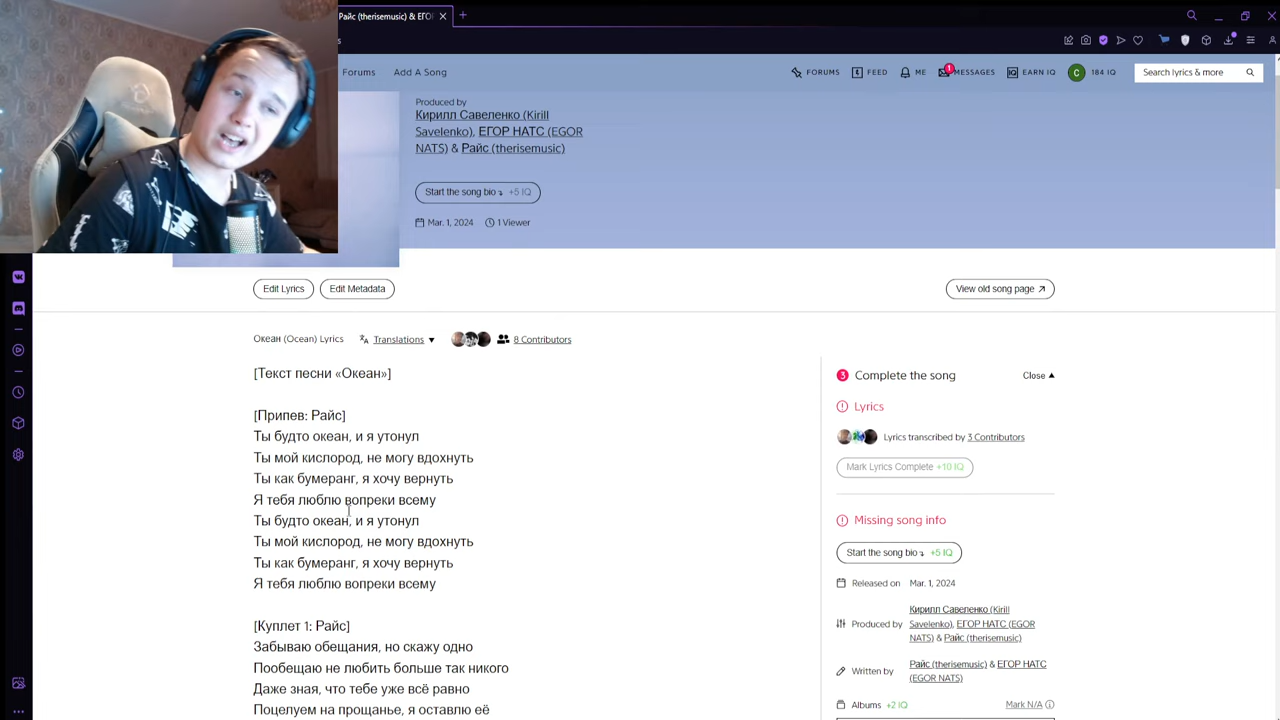 Райс (therisemusic) & ЕГО
Forums
Add A Song
FORUMS
FEED
ME
1
MESSAGES
EARN IQ
C
184 IQ
Search lyrics & more
Produced by
Кирилл Савеленко (Kirill
Savelenko), ЕГОР НАТС (EGOR
NATS) & Райс (therisemusic)
Start the song bio +5 IQ
Mar. 1, 2024
1 Viewer
Edit Lyrics
Edit Metadata
View old song page
Океан (Ocean) Lyrics
Translations
8 Contributors
[Текст песни «Океан»]
[Припев: Райс]
Ты будто океан, и я утонул
Ты мой кислород, не могу вдохнуть
Ты как бумеранг, я хочу вернуть
Я тебя люблю вопреки всему
Ты будто океан, и я утонул
Ты мой кислород, не могу вдохнуть
Ты как бумеранг, я хочу вернуть
Я тебя люблю вопреки всему
[Куплет 1: Райс]
Забываю обещания, но скажу одно
Пообещаю не любить больше так никого
Даже зная, что тебе уже всё равно
Поцелуем на прощанье, я оставлю её
3 Complete the song
Close
Lyrics
Lyrics transcribed by 3 Contributors
Mark Lyrics Complete +10 IQ
Missing song info
Start the song bio +5 IQ
Released on
Mar. 1, 2024
Produced by
Кирилл Савеленко (Kirill
Savelenko), ЕГОР НАТС (EGOR
NATS) & Райс (therisemusic)
Written by
Райс (therisemusic) & ЕГОР НАТС
(EGOR NATS)
Albums +2 IQ
Mark N/A